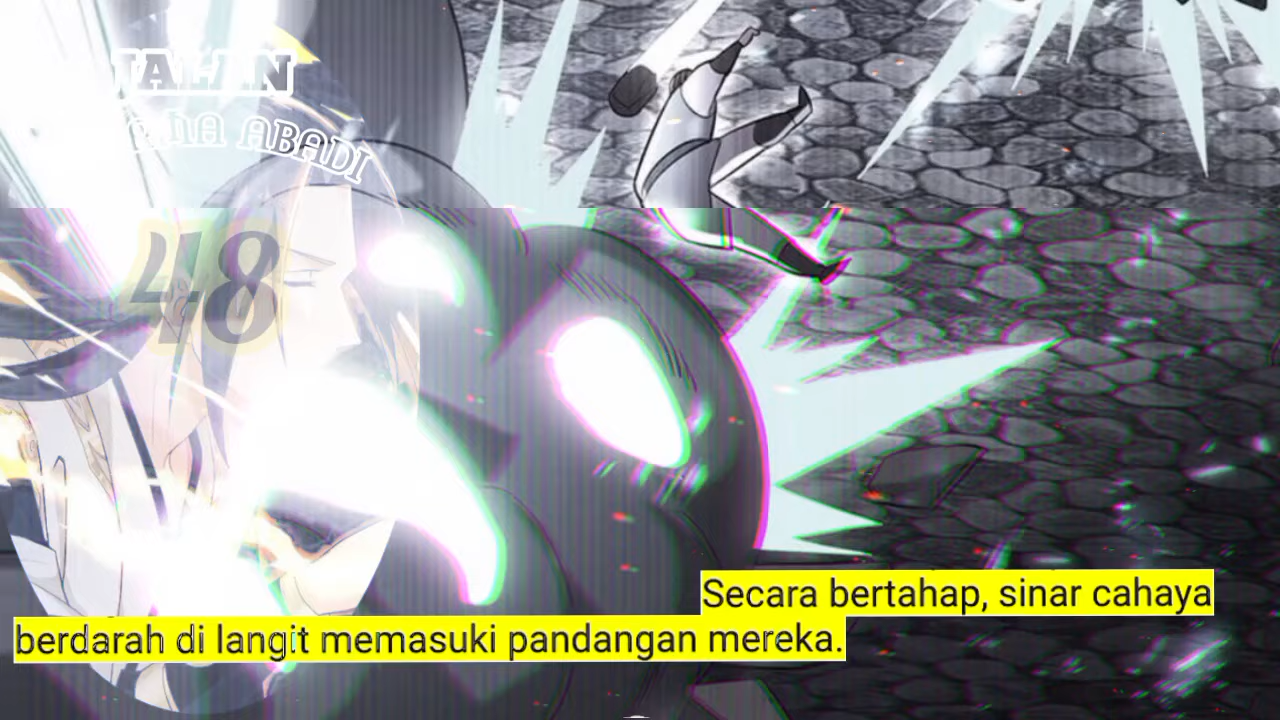 JALAN
ABADI
48
Secara bertahap, sinar cahaya
berdarah di langit memasuki pandangan mereka.